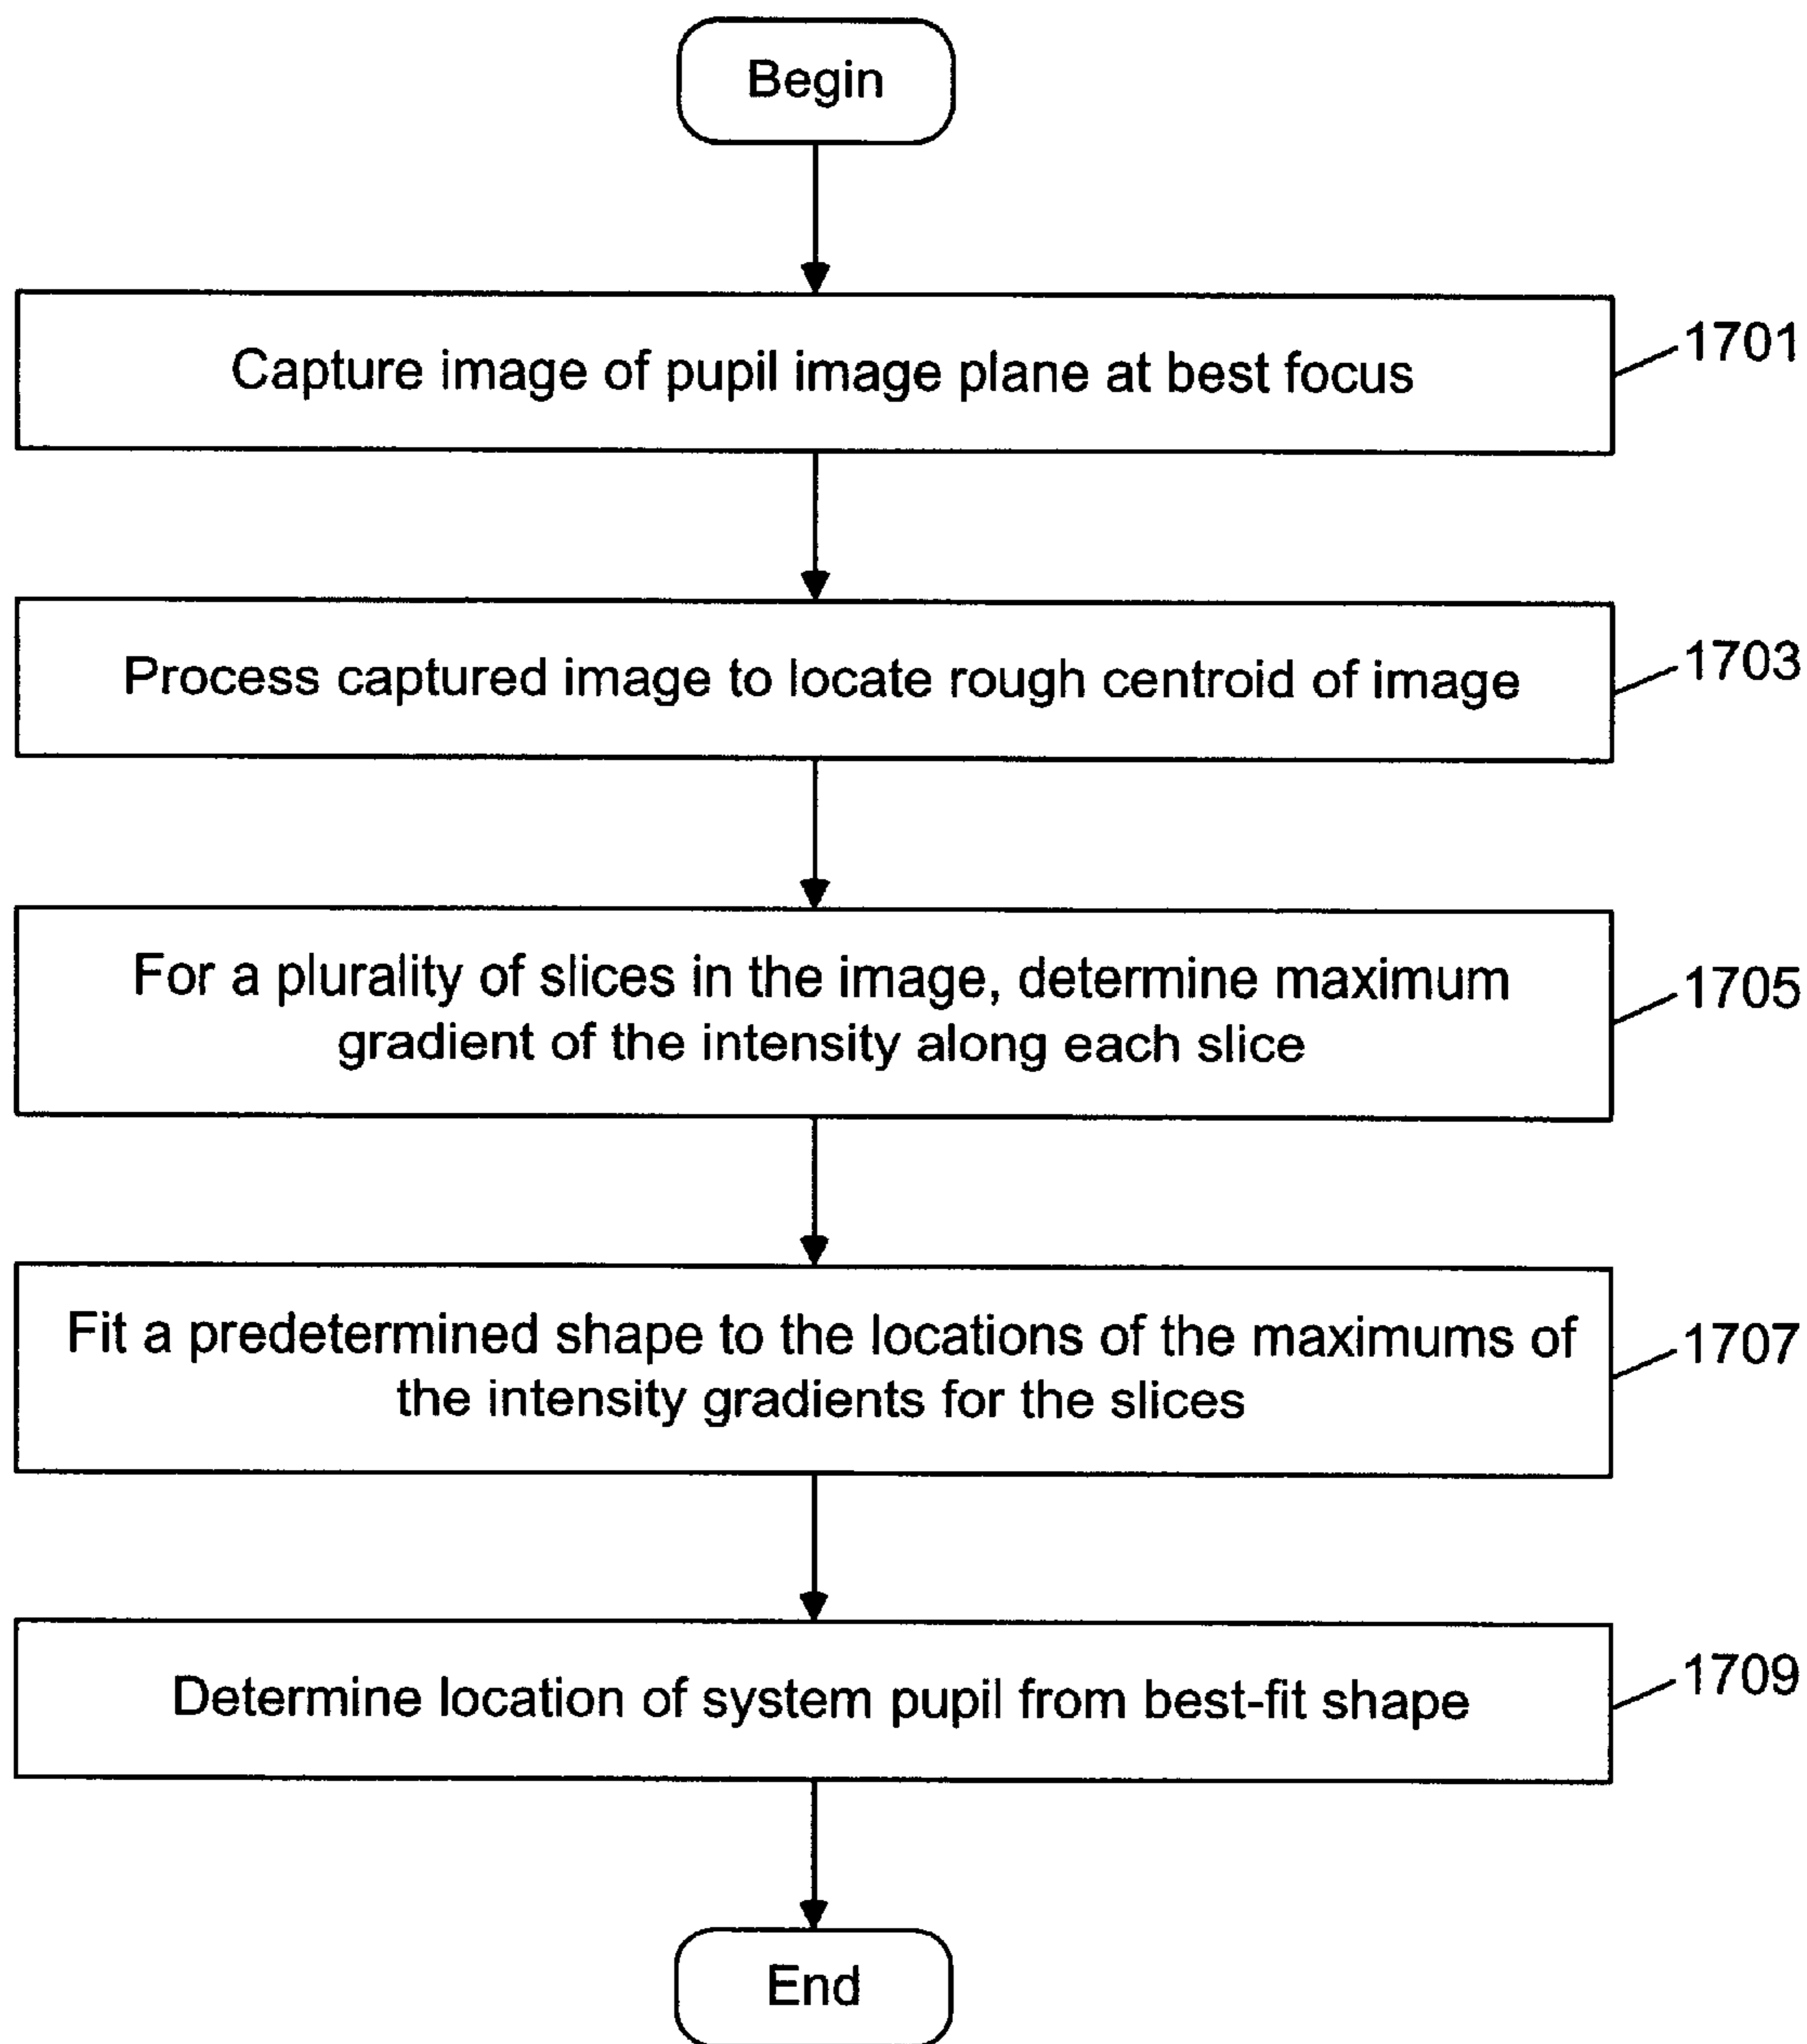 Begin
Capture image of pupil image plane at best focus
1701
Process captured image to locate rough centroid of image
1703
For a plurality of slices in the image, determine maximum
gradient of the intensity along each slice
1705
Fit a predetermined shape to the locations of the maximums of
the intensity gradients for the slices
1707
Determine location of system pupil from best-fit shape
1709
End